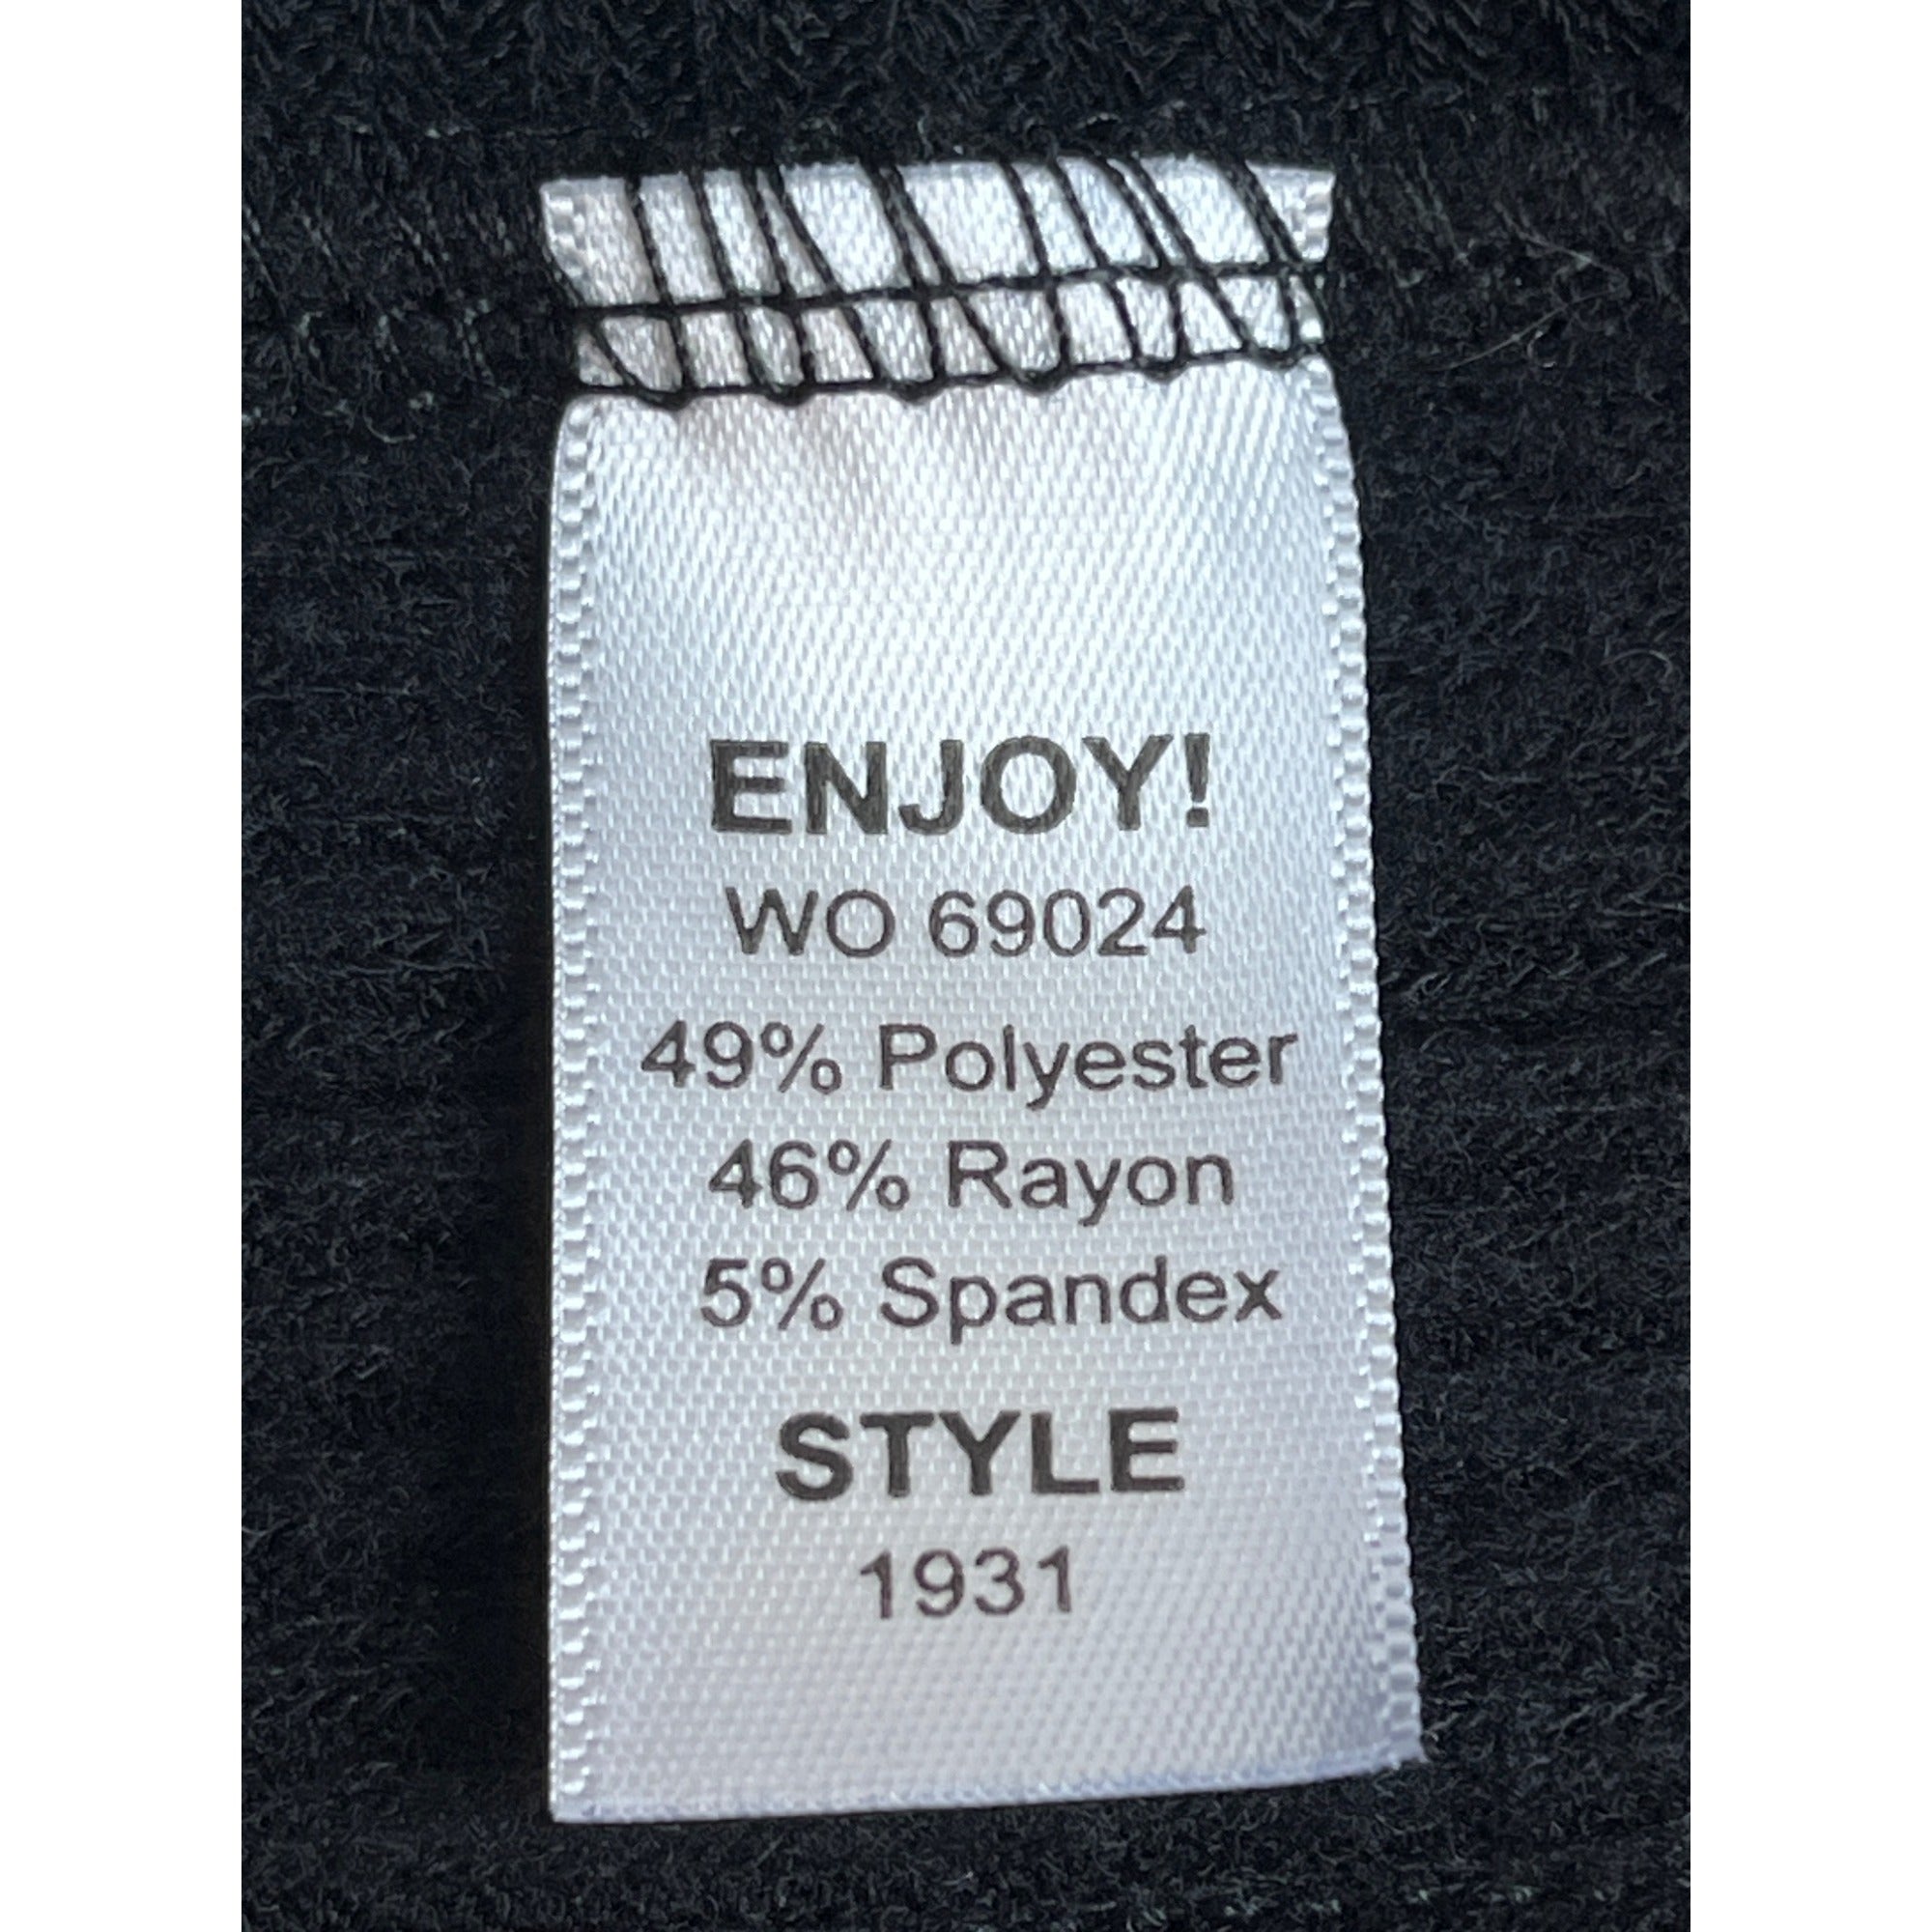 ENJOY!
WO 69024
49% Polyester
46% Rayon
5% Spandex
STYLE
1931